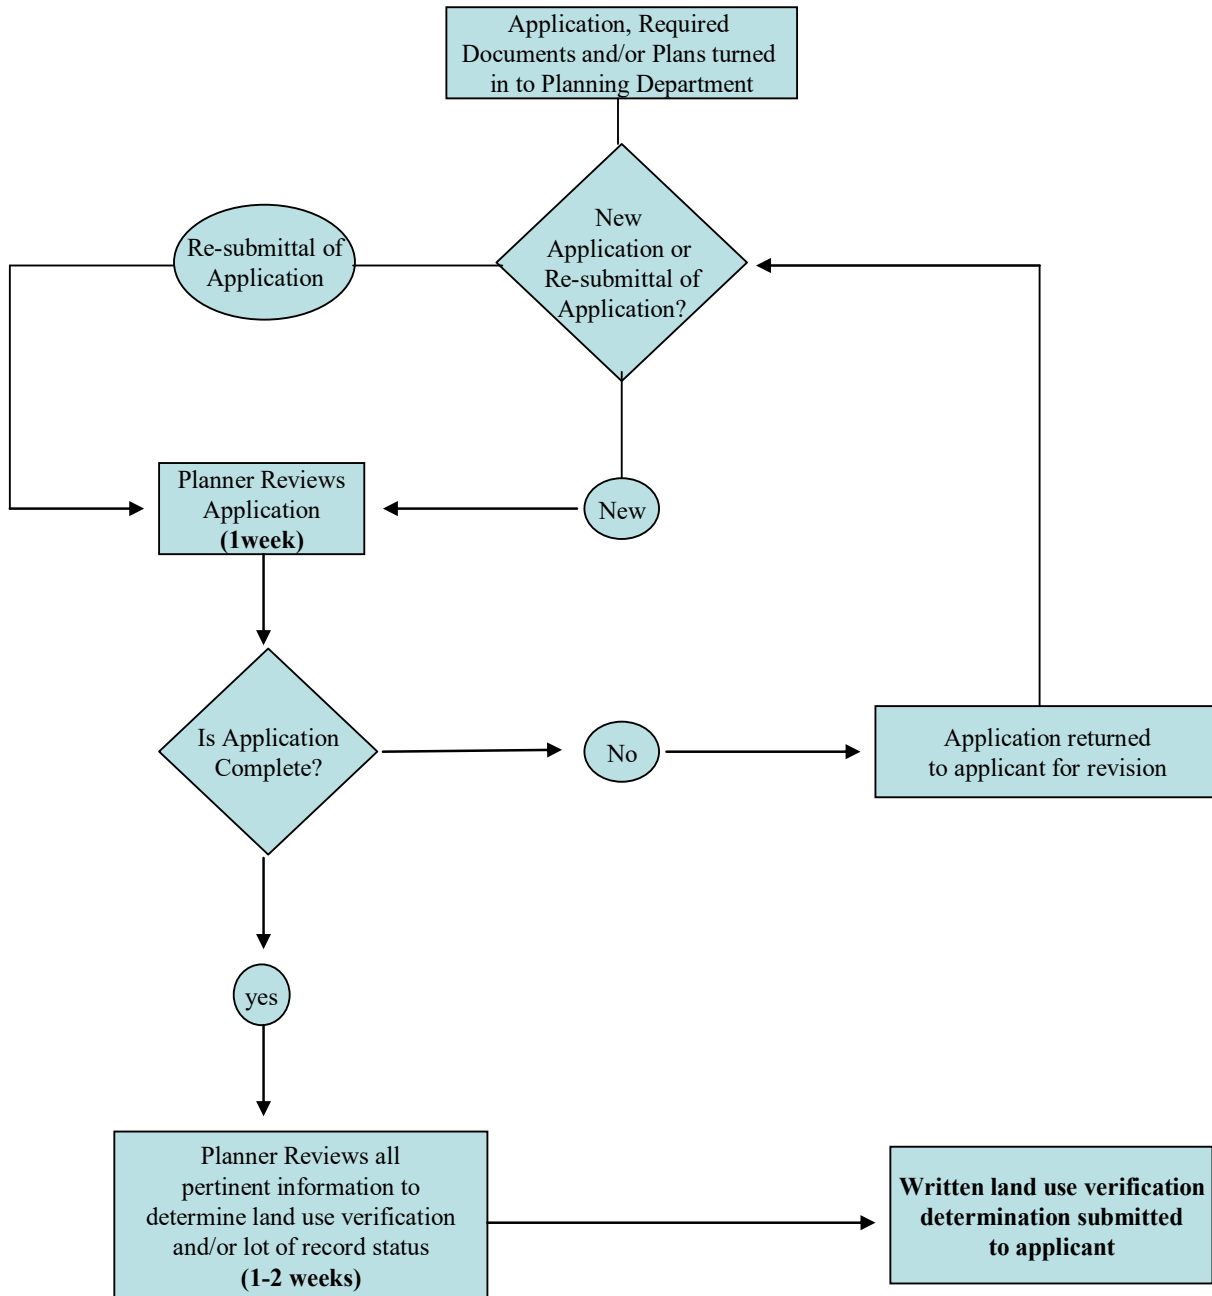 Application, Required
Documents and/or Plans turned
in to Planning Department
New
Application or
Re-submittal of
Application?
Re-submittal of
Application
Planner Reviews
Application
(1week)
New
Is Application
Complete?
No
Application returned
to applicant for revision
yes
Planner Reviews all
pertinent information to
determine land use verification
and/or lot of record status
(1-2 weeks)
Written land use verification
determination submitted
to applicant